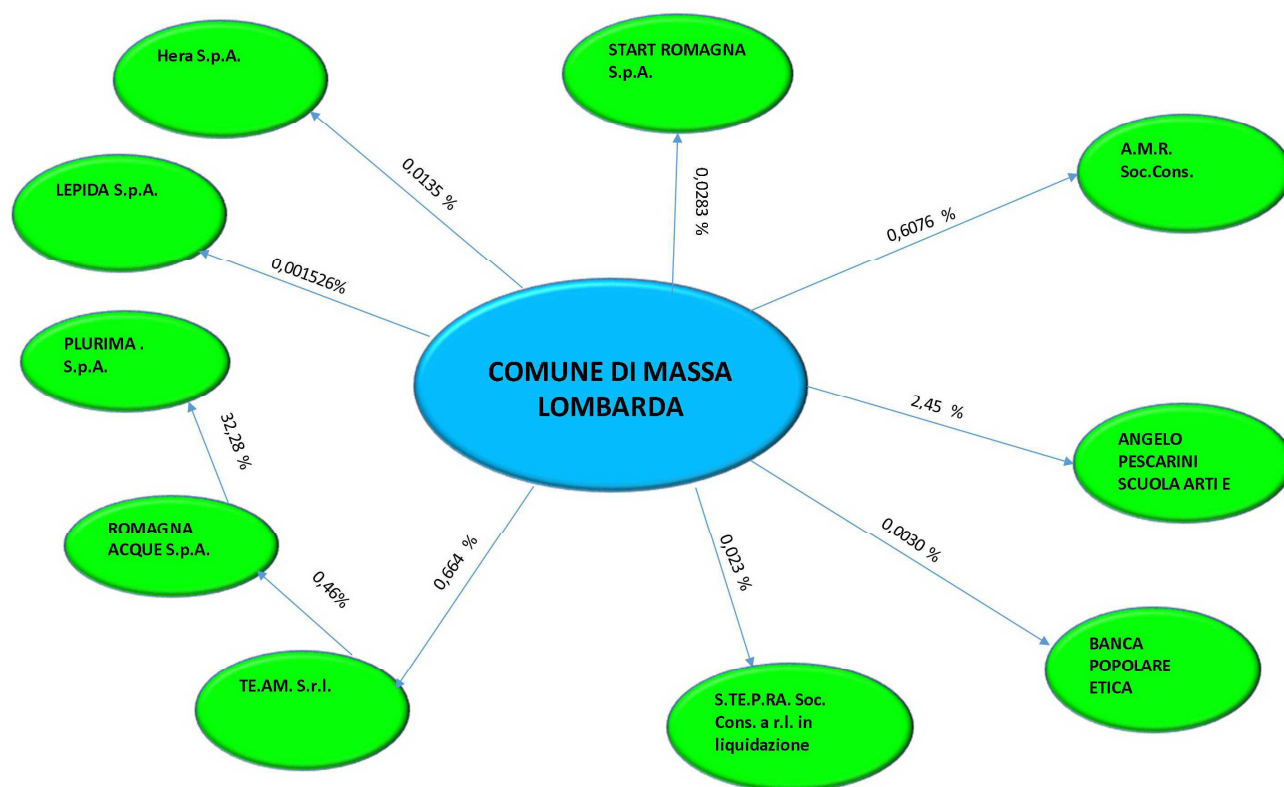 Hera S.p.A.
START ROMAGNA
S.p.A.
A.M.R.
Soc.Cons.
LEPIDA S.p.A.
0,0135 %
0,0283 %
0,6076 %
0,001526%
PLURIMA .
S.p.A.
COMUNE DI MASSA
LOMBARDA
2,45 %
32,28 %
ANGELO
PESCARINI
SCUOLA ARTI E
ROMAGNA
ACQUE S.p.A.
0,46%
0,664 %
0,023 %
0,0030 %
BANCA
POPOLARE
ETICA
TE.AM. S.r.l.
S.TE.P.RA. Soc.
Cons. a r.l. in
liquidazione